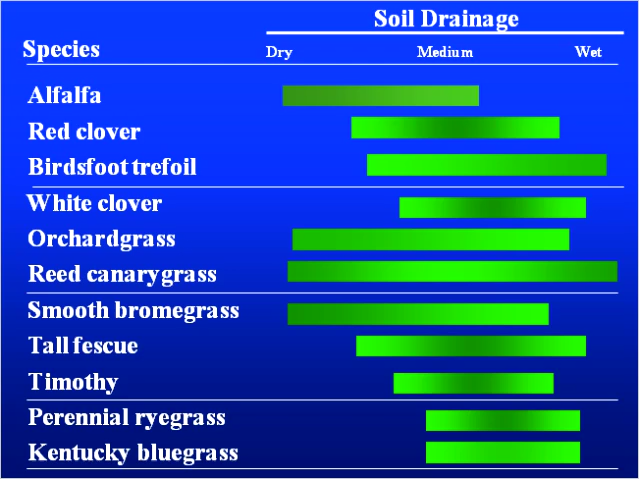 Soil Drainage
Species Dry Medium Wet
Alfalfa
Red clover
Birdsfoot trefoil
White clover
Orchardgrass
Reed canarygrass
Smooth bromegrass
Tall fescue
Timothy
Perennial ryegrass
Kentucky bluegrass